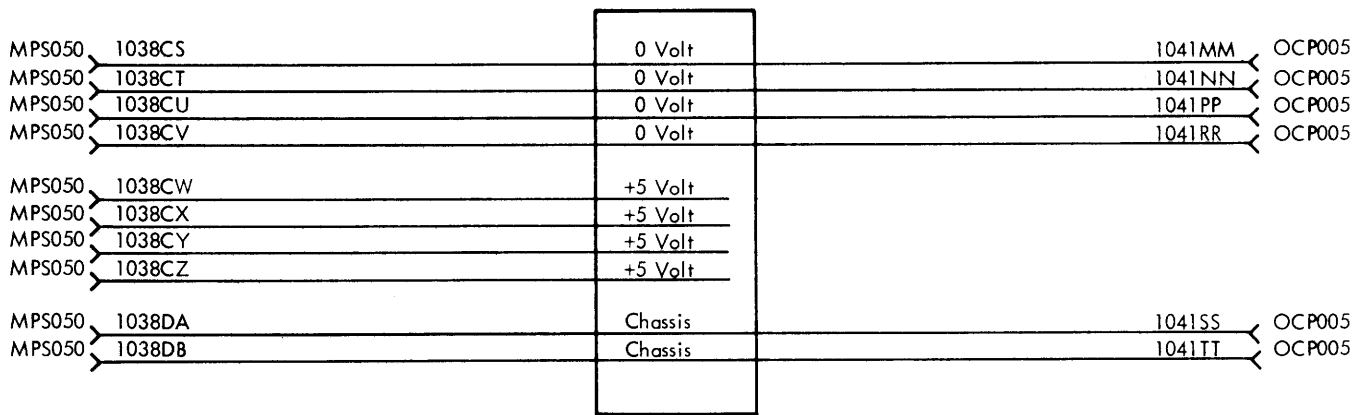 MPS050 1038CS 0 Volt 1041MM OCP005
MPS050 1038CT 0 Volt 1041NN OCP005
MPS050 1038CU 0 Volt 1041PP OCP005
MPS050 1038CV 0 Volt 1041RR OCP005
MPS050 1038CW +5 Volt
MPS050 1038CX +5 Volt
MPS050 1038CY +5 Volt
MPS050 1038CZ +5 Volt
MPS050 1038DA Chassis 1041SS OCP005
MPS050 1038DB Chassis 1041TT OCP005